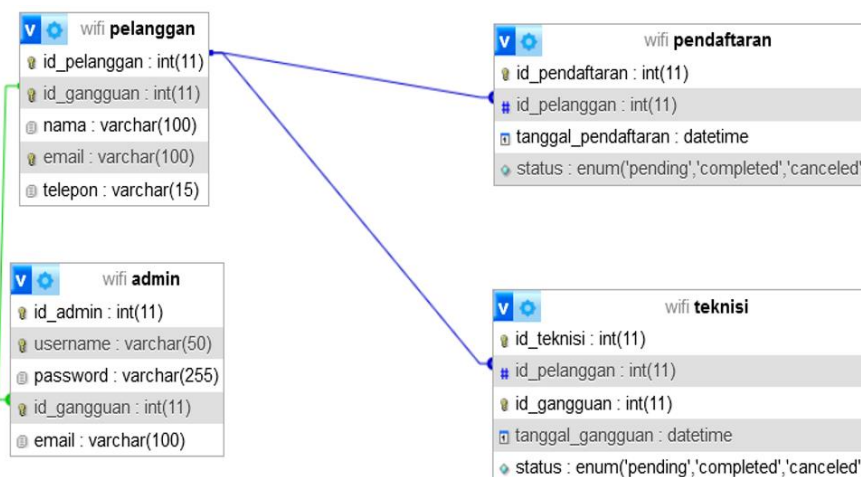 wifi pelanggan
id_pelanggan : int(11)
id_gangguan : int(11)
nama : varchar(100)
email : varchar(100)
telepon : varchar(15)
wifi pendaftaran
id_pendaftaran : int(11)
# id_pelanggan : int(11)
tanggal_pendaftaran : datetime
status : enum('pending','completed','canceled'
wifi admin
id_admin : int(11)
username : varchar(50)
password : varchar(255)
id_gangguan : int(11)
email : varchar(100)
wifi teknisi
id_teknisi : int(11)
# id_pelanggan : int(11)
id_gangguan : int(11)
tanggal_gangguan : datetime
status : enum('pending','completed','canceled'